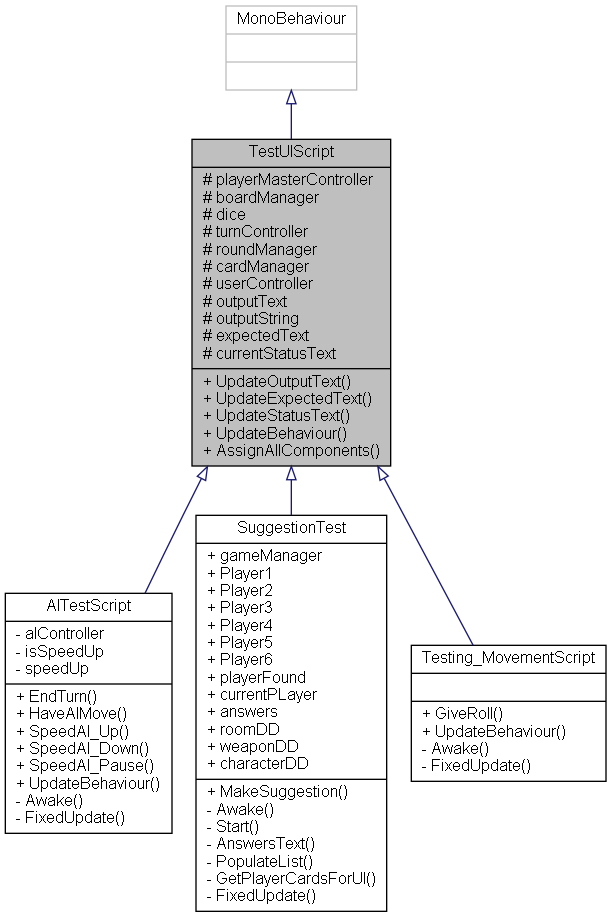 MonoBehaviour
TestUIScript
# playerMasterController
# boardManager
# dice
# turnController
# roundManager
# cardManager
# userController
# outputText
# outputString
# expectedText
# currentStatusText
+ UpdateOutputText()
+ UpdateExpectedText()
+ UpdateStatusText()
+ UpdateBehaviour()
+ AssignAllComponents()
AITestScript
- aIController
- isSpeedUp
- speedUp
+ EndTurn()
+ HaveAIMove()
+ SpeedAI_Up()
+ SpeedAI_Down()
+ SpeedAI_Pause()
+ UpdateBehaviour()
- Awake()
- FixedUpdate()
SuggestionTest
+ gameManager
+ Player1
+ Player2
+ Player3
+ Player4
+ Player5
+ Player6
+ playerFound
+ currentPLayer
+ answers
+ roomDD
+ weaponDD
+ characterDD
+ MakeSuggestion()
- Awake()
- Start()
- AnswersText()
- PopulateList()
- GetPlayerCardsForUI()
- FixedUpdate()
Testing_MovementScript
+ GiveRoll()
+ UpdateBehaviour()
- Awake()
- FixedUpdate()